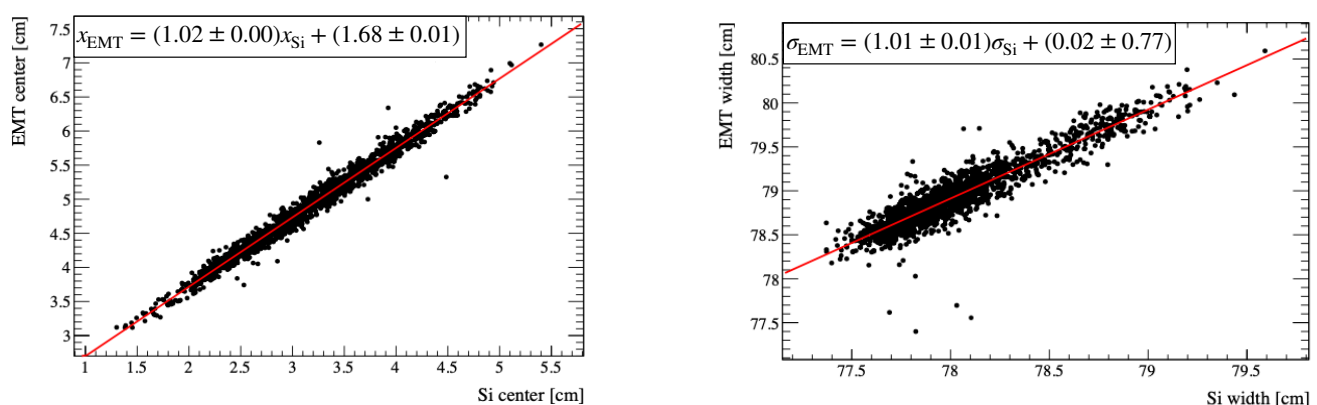 EMT center [cm]
x_EMT = (1.02 ± 0.00)x_Si + (1.68 ± 0.01)
7.5
7
6.5
6
5.5
5
4.5
4
3.5
3
1 1.5 2 2.5 3 3.5 4 4.5 5 5.5
Si center [cm]
EMT width [cm]
σ_EMT = (1.01 ± 0.01)σ_Si + (0.02 ± 0.77)
80.5
80
79.5
79
78.5
78
77.5
77.5 78 78.5 79 79.5
Si width [cm]